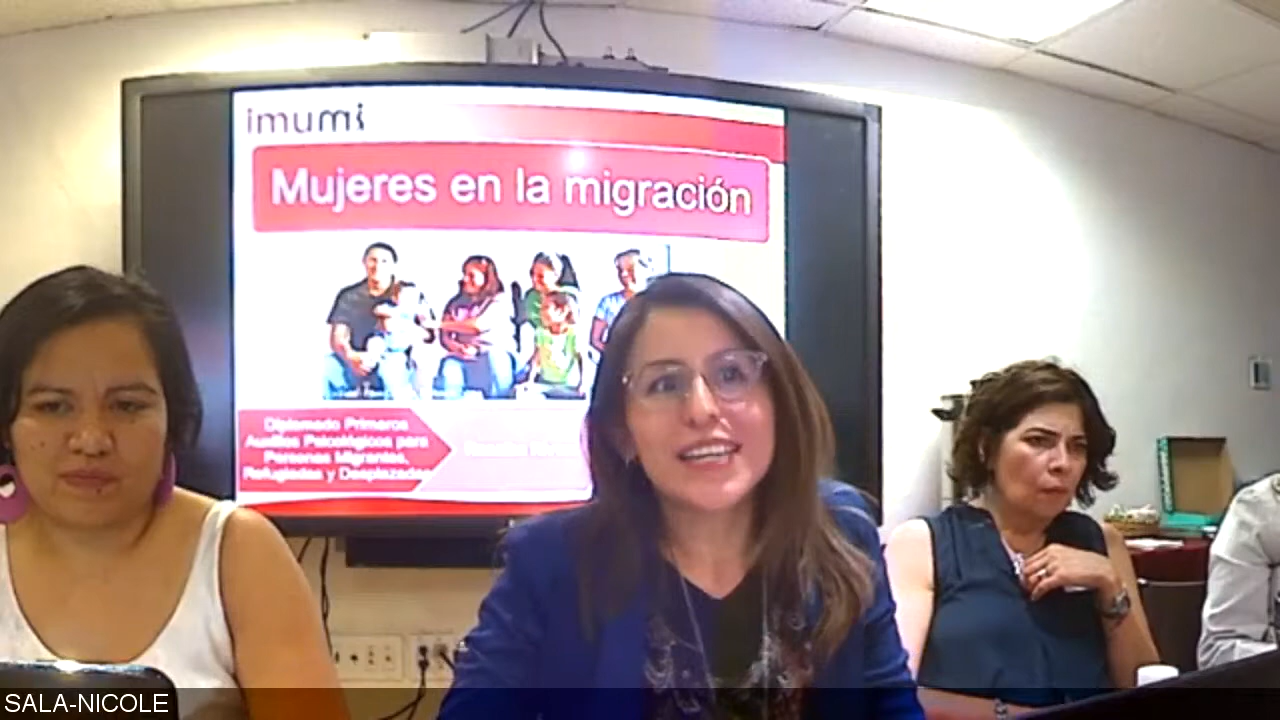 imumi
Mujeres en la migración
Diplomado Primeros
Auxilios Psicológicos para
Personas Migrantes,
Refugiadas y Desplazadas
SALA-NICOLE